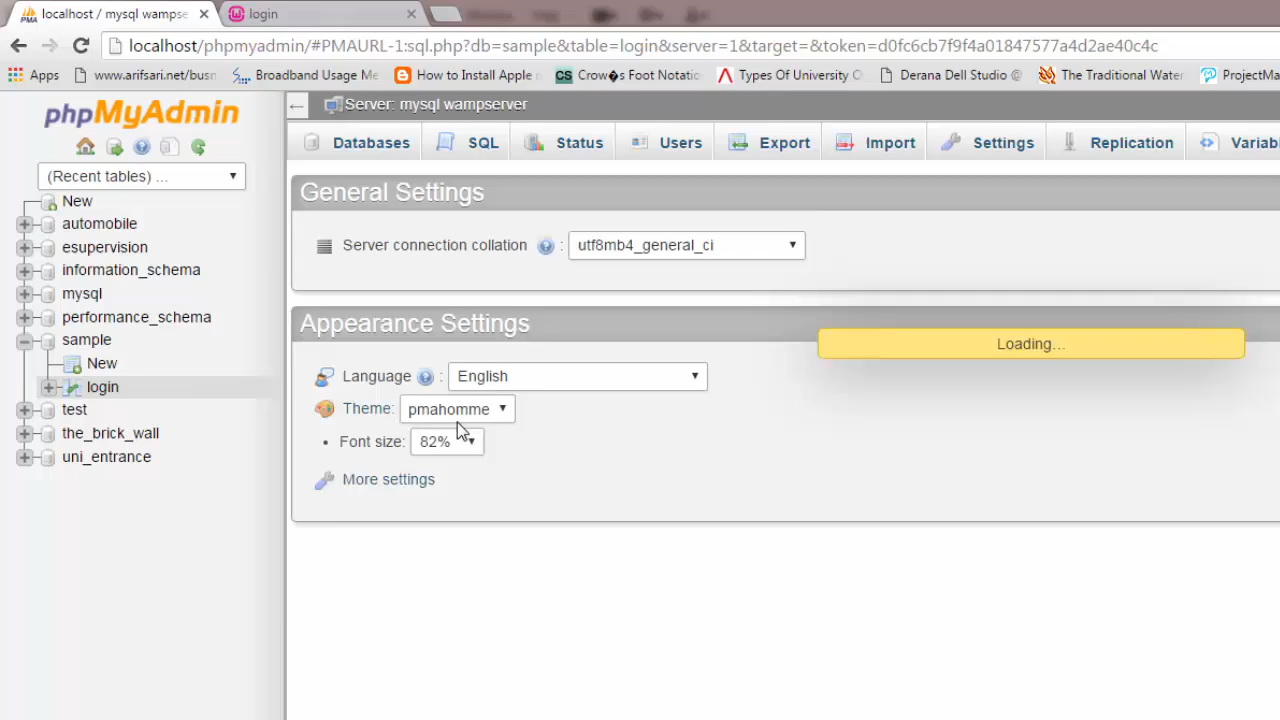 localhost / mysql wampse
login
localhost/phpmyadmin/#PMAURL-1:sql.php?db=sample&table=login&server=1&target=&token=d0fc6cb7f9f4a01847577a4d2ae40c4c
Apps www.arifsari.net/busn Broadband Usage Me How to Install Apple CS Crow�s Foot Notatio Types Of University C Derana Dell Studio @ The Traditional Water ProjectMa
phpMyAdmin
(Recent tables) ...
New
automobile
esupervision
information_schema
mysql
performance_schema
sample
New
login
test
the_brick_wall
uni_entrance
Server: mysql wampserver
Databases SQL Status Users Export Import Settings Replication Variab
General Settings
Server connection collation : utf8mb4_general_ci
Appearance Settings
Loading…
Language : English
Theme: pmahomme
• Font size: 82%
More settings